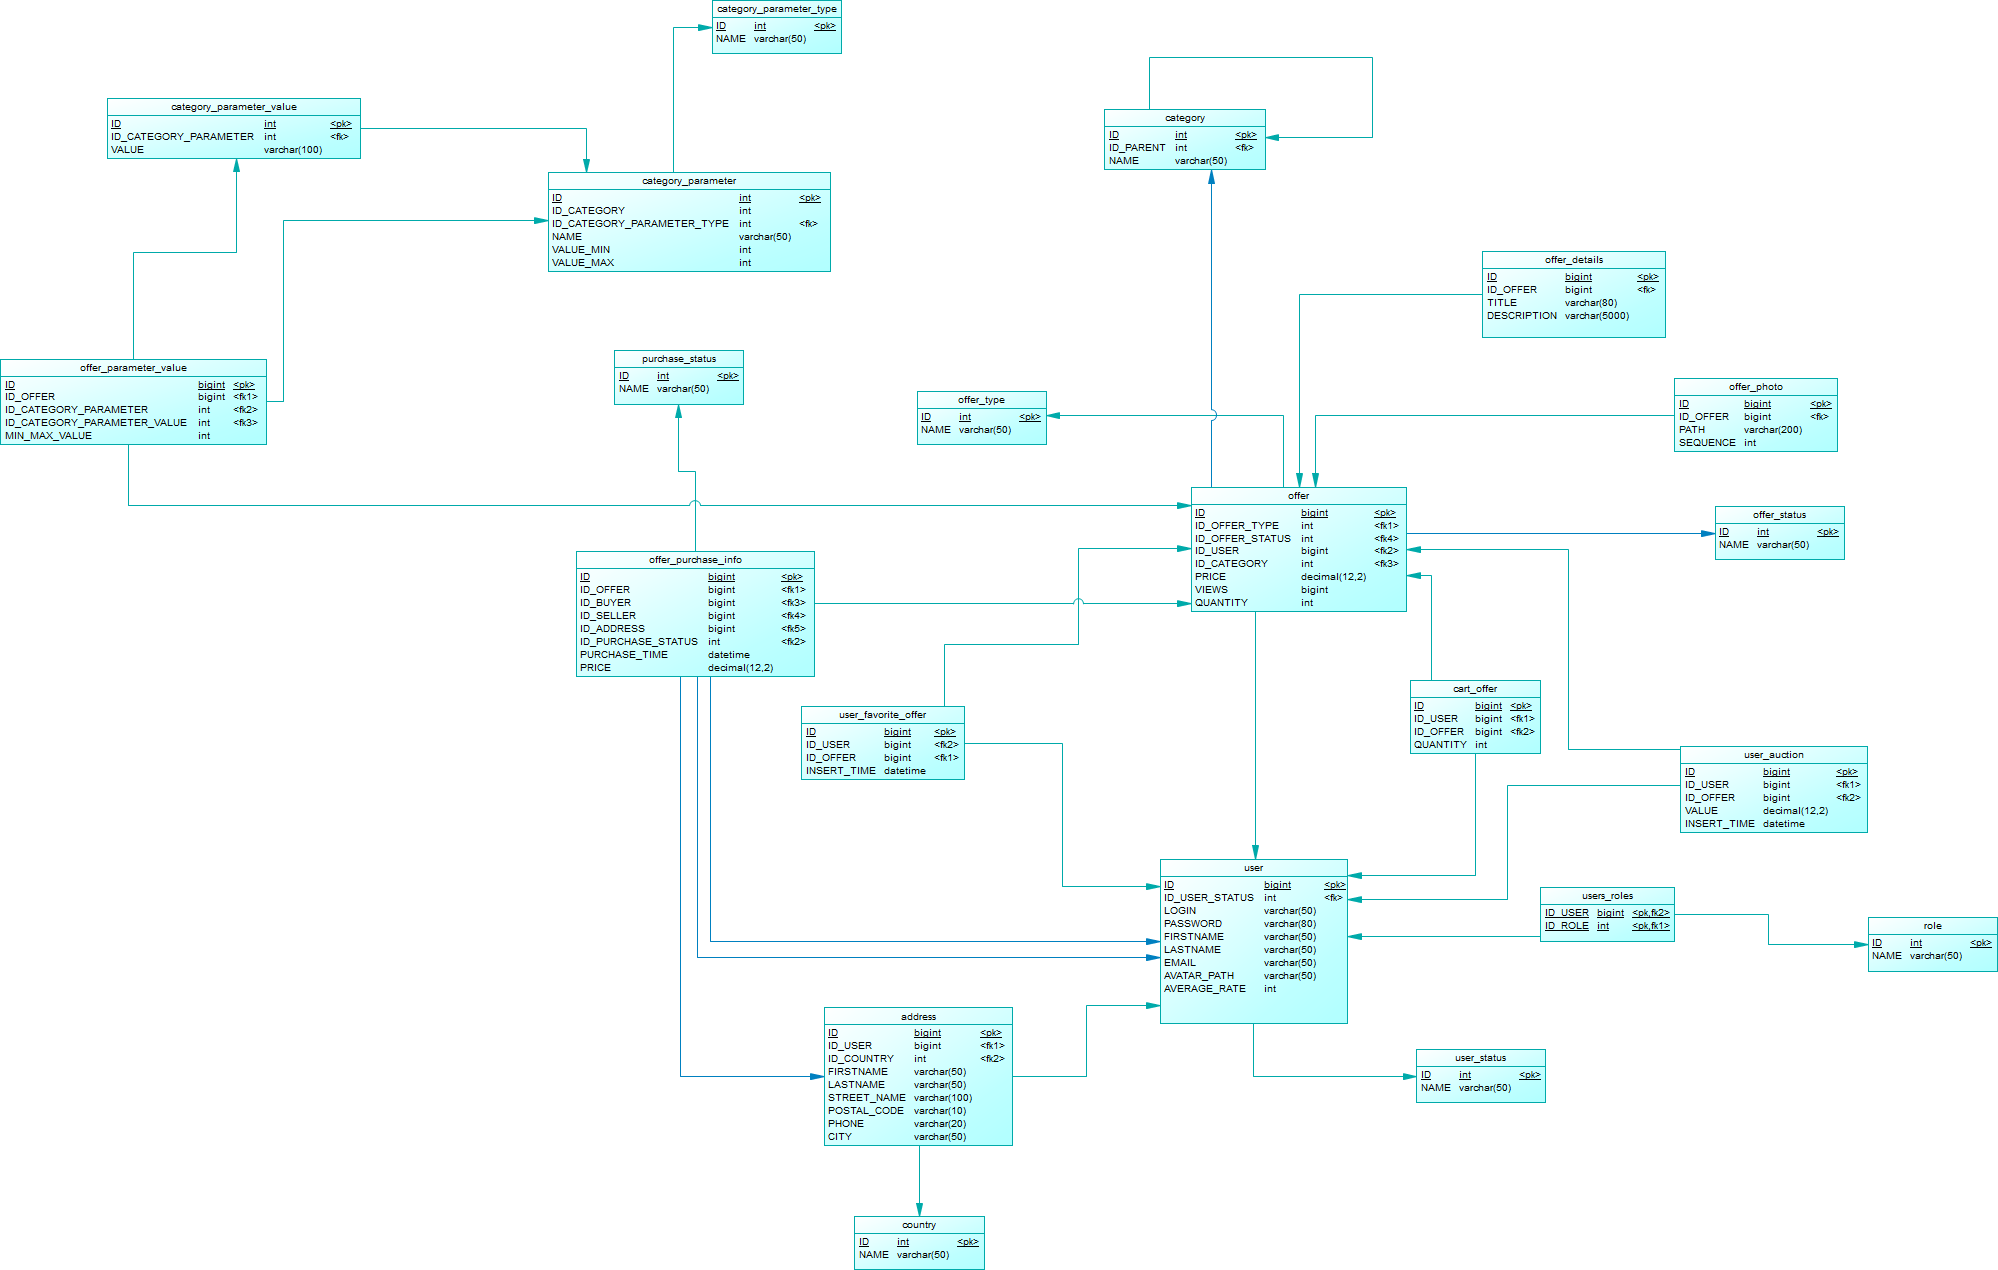 category_parameter_type
ID int <pk>
NAME varchar(50)
category_parameter_value
ID int <pk>
ID_CATEGORY_PARAMETER int <fk>
VALUE varchar(100)
category
ID int <pk>
ID_PARENT int <fk>
NAME varchar(50)
category_parameter
ID int <pk>
ID_CATEGORY int
ID_CATEGORY_PARAMETER_TYPE int <fk>
NAME varchar(50)
VALUE_MIN int
VALUE_MAX int
offer_details
ID bigint <pk>
ID_OFFER bigint <fk>
TITLE varchar(80)
DESCRIPTION varchar(5000)
offer_parameter_value
ID bigint <pk>
ID_OFFER bigint <fk1>
ID_CATEGORY_PARAMETER int <fk2>
ID_CATEGORY_PARAMETER_VALUE int <fk3>
MIN_MAX_VALUE int
purchase_status
ID int <pk>
NAME varchar(50)
offer_type
ID int <pk>
NAME varchar(50)
offer_photo
ID bigint <pk>
ID_OFFER bigint <fk>
PATH varchar(200)
SEQUENCE int
offer
ID bigint <pk>
ID_OFFER_TYPE int <fk1>
ID_OFFER_STATUS int <fk4>
ID_USER bigint <fk2>
ID_CATEGORY int <fk3>
PRICE decimal(12,2)
VIEWS bigint
QUANTITY int
offer_status
ID int <pk>
NAME varchar(50)
offer_purchase_info
ID bigint <pk>
ID_OFFER bigint <fk1>
ID_BUYER bigint <fk3>
ID_SELLER bigint <fk4>
ID_ADDRESS bigint <fk5>
ID_PURCHASE_STATUS int <fk2>
PURCHASE_TIME datetime
PRICE decimal(12,2)
user_favorite_offer
ID bigint <pk>
ID_USER bigint <fk2>
ID_OFFER bigint <fk1>
INSERT_TIME datetime
cart_offer
ID bigint <pk>
ID_USER bigint <fk1>
ID_OFFER bigint <fk2>
QUANTITY int
user_auction
ID bigint <pk>
ID_USER bigint <fk1>
ID_OFFER bigint <fk2>
VALUE decimal(12,2)
INSERT_TIME datetime
user
ID bigint <pk>
ID_USER_STATUS int <fk>
LOGIN varchar(50)
PASSWORD varchar(80)
FIRSTNAME varchar(50)
LASTNAME varchar(50)
EMAIL varchar(50)
AVATAR_PATH varchar(50)
AVERAGE_RATE int
users_roles
ID_USER bigint <pk,fk2>
ID_ROLE int <pk,fk1>
role
ID int <pk>
NAME varchar(50)
address
ID bigint <pk>
ID_USER bigint <fk1>
ID_COUNTRY int <fk2>
FIRSTNAME varchar(50)
LASTNAME varchar(50)
STREET_NAME varchar(100)
POSTAL_CODE varchar(10)
PHONE varchar(20)
CITY varchar(50)
user_status
ID int <pk>
NAME varchar(50)
country
ID int <pk>
NAME varchar(50)